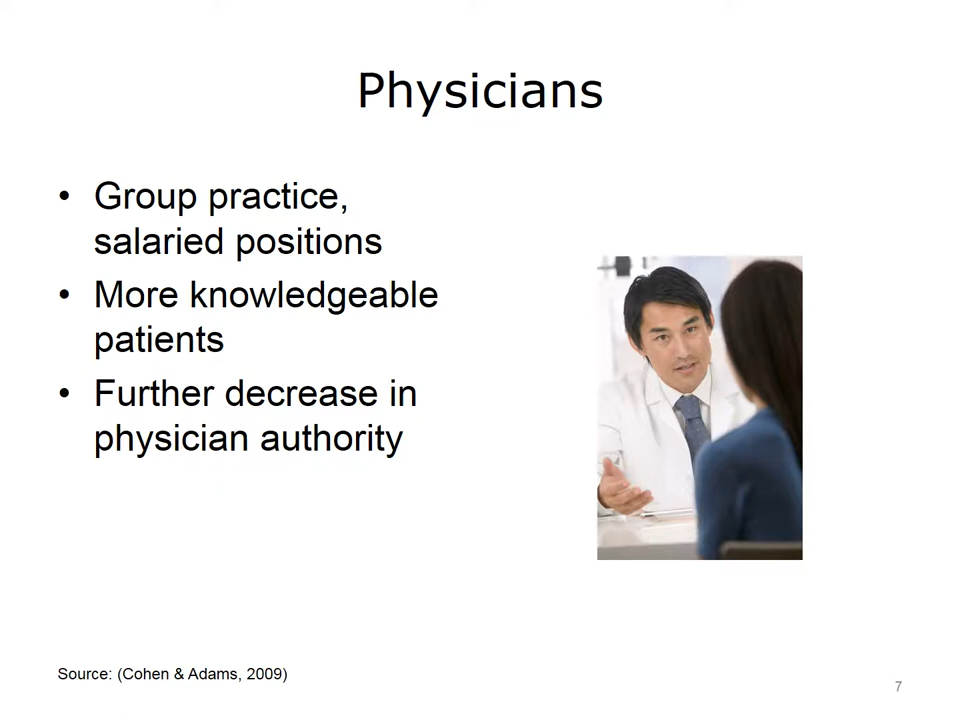 Physicians
• Group practice,
salaried positions
• More knowledgeable
patients
• Further decrease in
physician authority
Source: (Cohen & Adams, 2009)
7